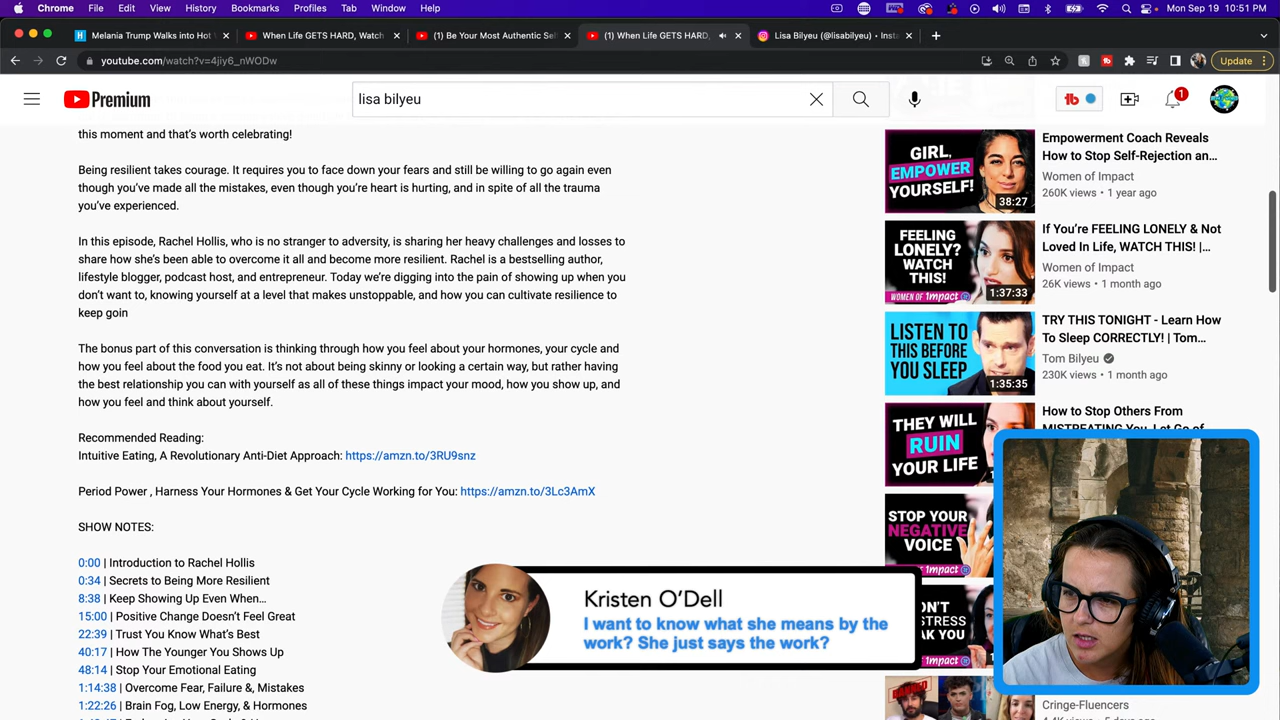 Chrome File Edit View History Bookmarks Profiles Tab Window Help Mon Sep 19 10:51 PM
Melania Trump Walks into Hot When Life GETS HARD, Watch (1) Be Your Most Authentic Sel (1) When Life GETS HARD, Lisa Bilyeu (@lisabilyeu) • Insta
youtube.com/watch?v=4jiy6_nWODw Update
Premium lisa bilyeu tb 1
this moment and that's worth celebrating!
Being resilient takes courage. It requires you to face down your fears and still be willing to go again even
though you've made all the mistakes, even though you're heart is hurting, and in spite of all the trauma
you've experienced.
In this episode, Rachel Hollis, who is no stranger to adversity, is sharing her heavy challenges and losses to
share how she's been able to overcome it all and become more resilient. Rachel is a bestselling author,
lifestyle blogger, podcast host, and entrepreneur. Today we're digging into the pain of showing up when you
don't want to, knowing yourself at a level that makes unstoppable, and how you can cultivate resilience to
keep goin
The bonus part of this conversation is thinking through how you feel about your hormones, your cycle and
how you feel about the food you eat. It's not about being skinny or looking a certain way, but rather having
the best relationship you can with yourself as all of these things impact your mood, how you show up, and
how you feel and think about yourself.
Recommended Reading:
Intuitive Eating, A Revolutionary Anti-Diet Approach: https://amzn.to/3RU9snz
Period Power , Harness Your Hormones & Get Your Cycle Working for You: https://amzn.to/3Lc3AmX
SHOW NOTES:
0:00 | Introduction to Rachel Hollis
0:34 | Secrets to Being More Resilient
8:38 | Keep Showing Up Even When...
15:00 | Positive Change Doesn't Feel Great
22:39 | Trust You Know What's Best
40:17 | How The Younger You Shows Up
48:14 | Stop Your Emotional Eating
1:14:38 | Overcome Fear, Failure &, Mistakes
1:22:26 | Brain Fog, Low Energy, & Hormones
Kristen O'Dell
I want to know what she means by the
work? She just says the work?
GIRL,
EMPOWER
YOURSELF!
38:27
Empowerment Coach Reveals
How to Stop Self-Rejection an...
Women of Impact
260K views • 1 year ago
FEELING
LONELY?
WATCH
THIS!
WOMEN OF IMPACT
1:37:33
If You're FEELING LONELY & Not
Loved In Life, WATCH THIS! |...
Women of Impact
26K views • 1 month ago
LISTEN TO
THIS BEFORE
YOU SLEEP
1:35:35
TRY THIS TONIGHT - Learn How
To Sleep CORRECTLY! | Tom...
Tom Bilyeu
230K views • 1 month ago
THEY WILL
RUIN
YOUR LIFE
How to Stop Others From
MISTREATING You, Let Go of
STOP YOUR
NEGATIVE
VOICE
Cringe-Fluencers